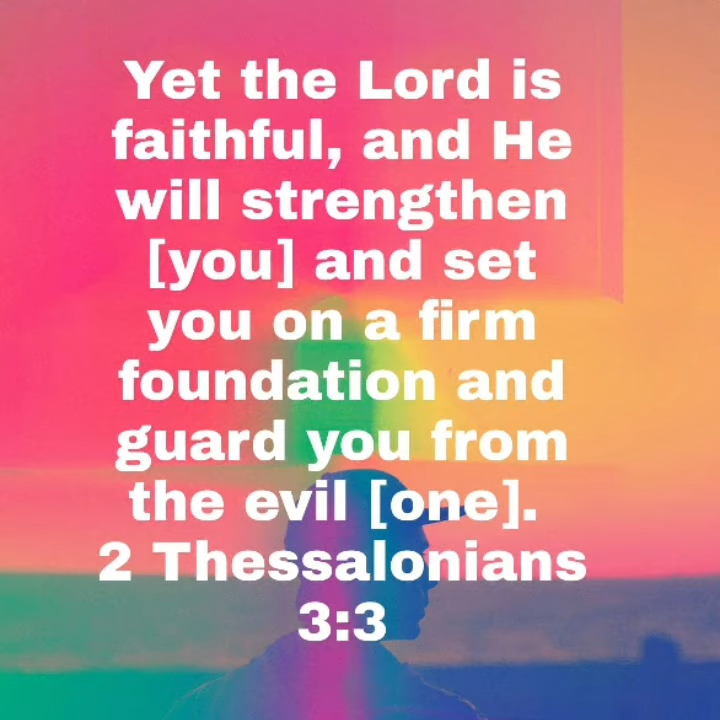 Yet the Lord is
faithful, and He
will strengthen
[you] and set
you on a firm
foundation and
guard you from
the evil [one].
2 Thessalonians
3:3